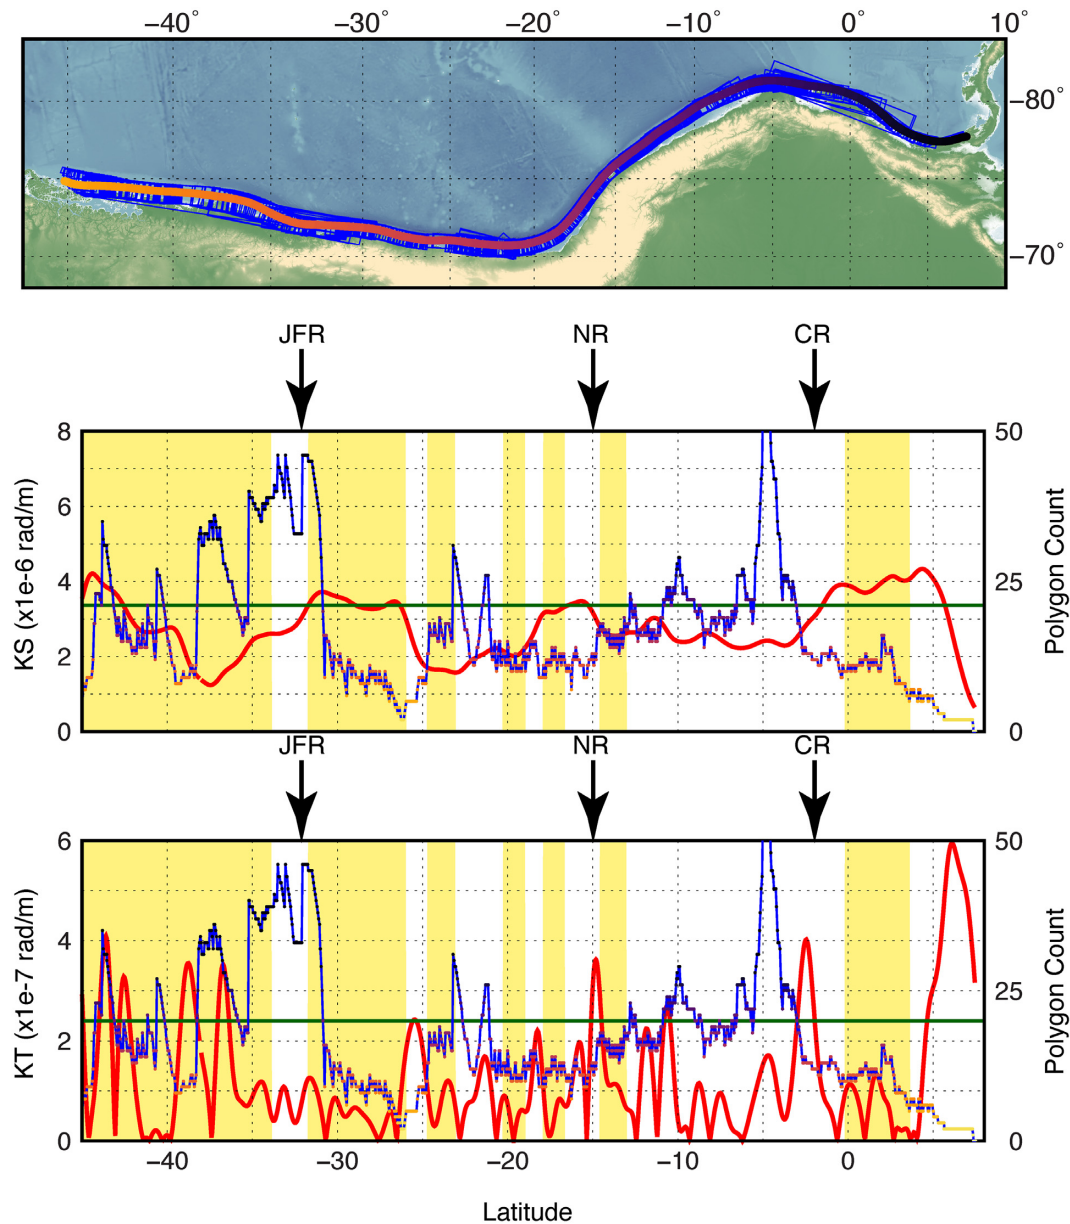 −40° −30° −20° −10° 0° 10°
−80°
−70°
JFR NR CR
8 50
6
4 25
2
0 0
KS (x1e-6 rad/m)
Polygon Count
JFR NR CR
6 50
4
25
2
0 0
KT (x1e-7 rad/m)
Polygon Count
−40 −30 −20 −10 0
Latitude